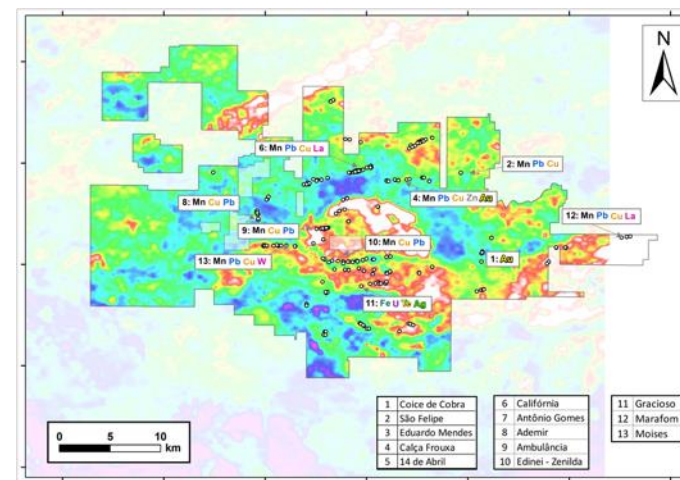 N
6: Mn Pb Cu La
2: Mn Pb Cu
8: Mn Cu Pb
4: Mn Pb Cu Zn Au
12: Mn Pb Cu La
9: Mn Cu Pb
10: Mn Cu Pb
13: Mn Pb Cu W
1: Au
11: Fe U Te Ag
0 5 10
km
1 Coice de Cobra
2 São Felipe
3 Eduardo Mendes
4 Calça Frouxa
5 14 de Abril
6 Califórnia
7 Antônio Gomes
8 Ademir
9 Ambulância
10 Edinei - Zenilda
11 Gracioso
12 Marafom
13 Moises